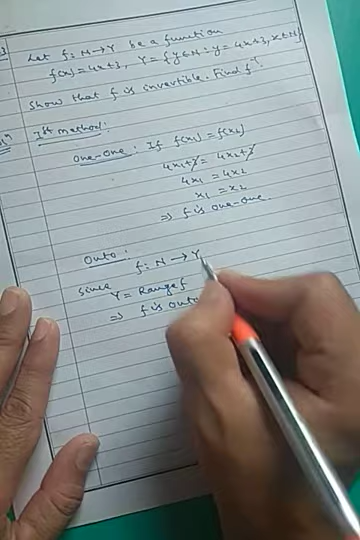 3 Let f: N → Y be a function
f(x) = 4x+3, Y = {y ∈ N : y = 4x+3, x ∈ N}
Show that f is invertible. Find f⁻¹.
Ist method:
one-one: If f(x₁) = f(x₂)
4x₁+3 = 4x₂+3
4x₁ = 4x₂
x₁ = x₂
⇒ f is one-one.
onto:
f: N → Y
since
Y = Range f
⇒ f is onto